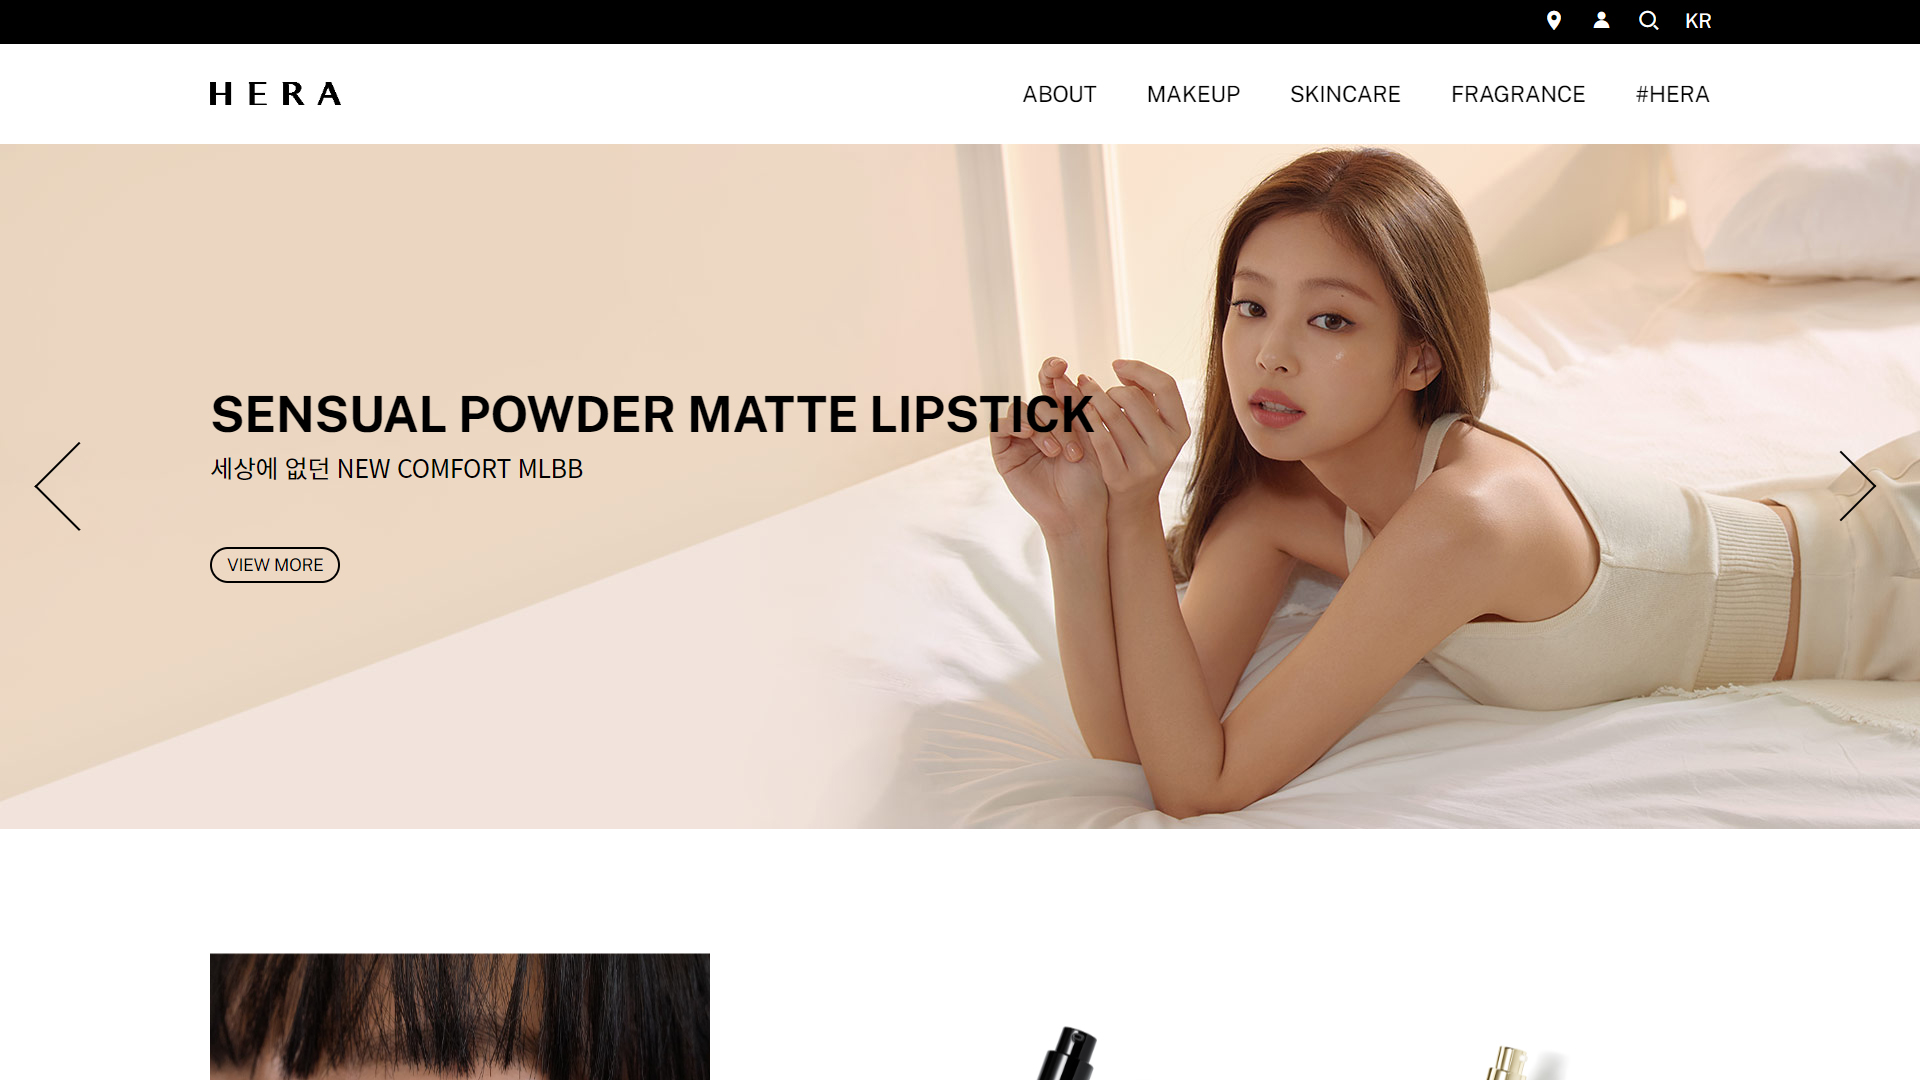 KR
HERA
ABOUT MAKEUP SKINCARE FRAGRANCE #HERA
SENSUAL POWDER MATTE LIPSTICK
세상에 없던 NEW COMFORT MLBB
VIEW MORE